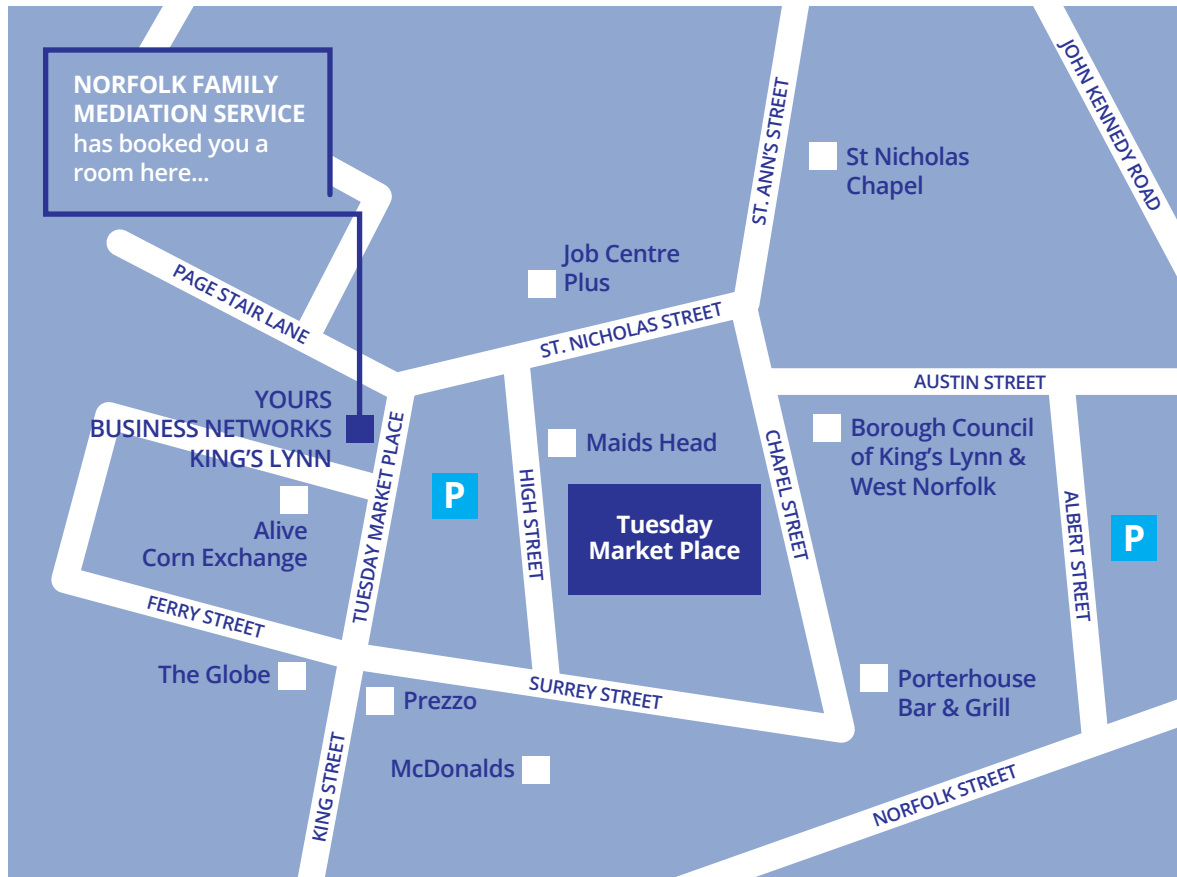 NORFOLK FAMILY
MEDIATION SERVICE
has booked you a
room here...
JOHN KENNEDY ROAD
ST. ANN'S STREET
St Nicholas
Chapel
Job Centre
Plus
PAGE STAIR LANE
ST. NICHOLAS STREET
AUSTIN STREET
YOURS
BUSINESS NETWORKS
KING'S LYNN
TUESDAY MARKET PLACE
P
HIGH STREET
Maids Head
Tuesday
Market Place
CHAPEL STREET
Borough Council
of King's Lynn &
West Norfolk
ALBERT STREET
P
Alive
Corn Exchange
FERRY STREET
The Globe
Prezzo
SURREY STREET
Porterhouse
Bar & Grill
McDonalds
KING STREET
NORFOLK STREET